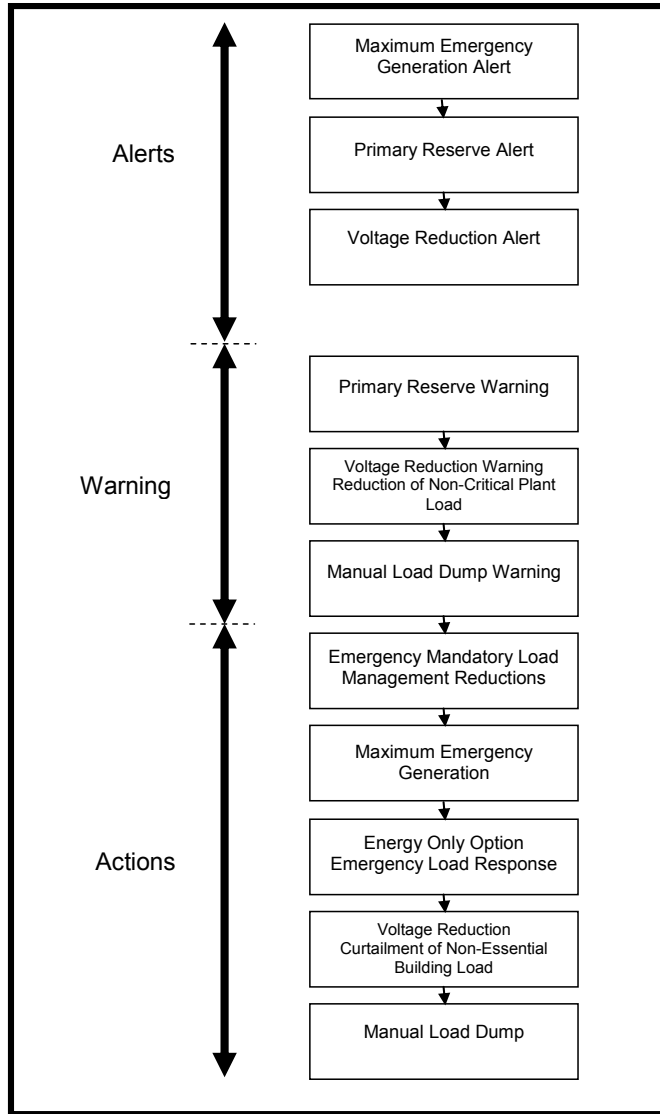 Alerts
Maximum Emergency
Generation Alert
Primary Reserve Alert
Voltage Reduction Alert
Warning
Primary Reserve Warning
Voltage Reduction Warning
Reduction of Non-Critical Plant
Load
Manual Load Dump Warning
Actions
Emergency Mandatory Load
Management Reductions
Maximum Emergency
Generation
Energy Only Option
Emergency Load Response
Voltage Reduction
Curtailment of Non-Essential
Building Load
Manual Load Dump